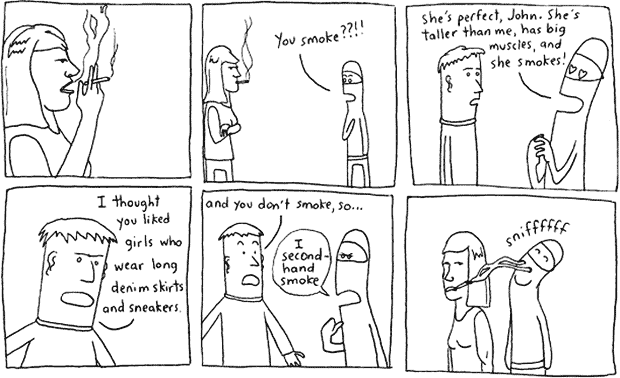 You smoke??!!
She's perfect, John. She's
taller than me, has big
muscles, and
she smokes!
I thought
you liked
girls who
wear long
denim skirts
and sneakers.
and you don't smoke, so...
I
second-
hand
smoke
sniffffff